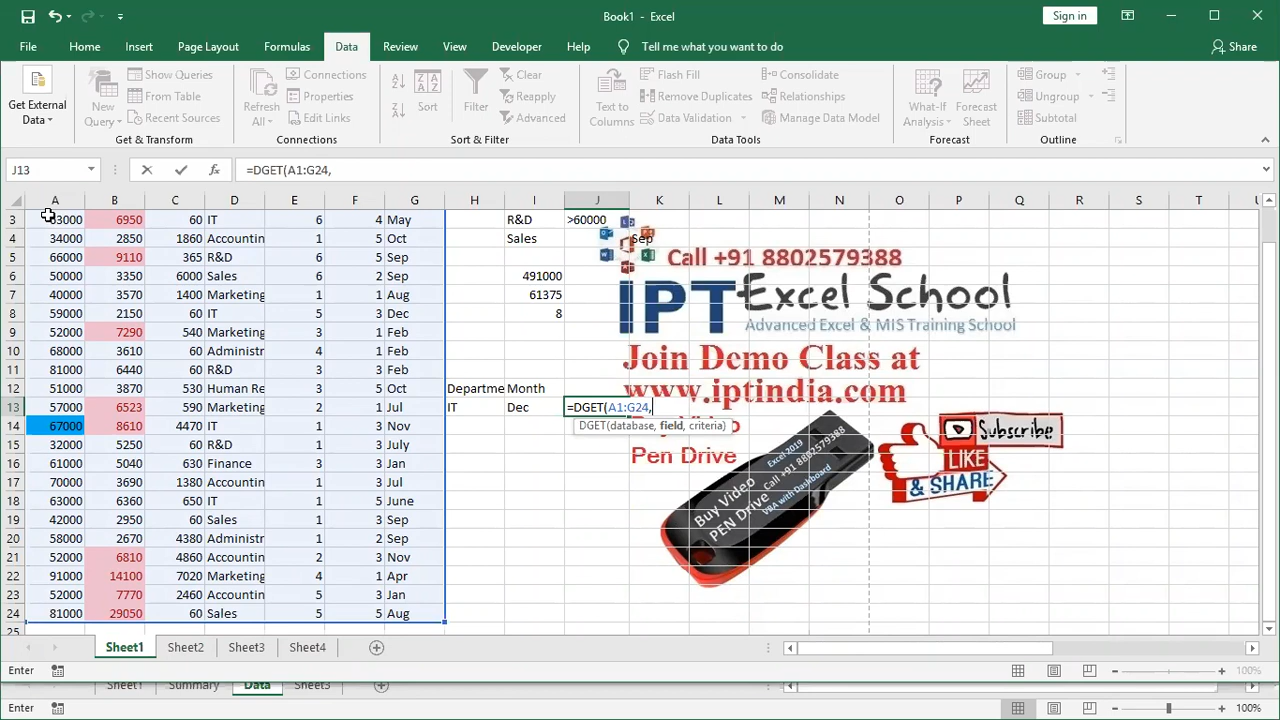 Book1 - Excel
Sign in
File Home Insert Page Layout Formulas Data Review View Developer Help Tell me what you want to do Share
Get External Data
New Query
Show Queries
From Table
Recent Sources
Refresh All
Connections
Properties
Edit Links
Sort
Filter
Clear
Reapply
Advanced
Text to Columns
Flash Fill
Remove Duplicates
Data Validation
Consolidate
Relationships
Manage Data Model
What-If Analysis
Forecast Sheet
Group
Ungroup
Subtotal
Get & Transform Connections Sort & Filter Data Tools Forecast Outline
J13 fx =DGET(A1:G24,
A B C D E F G H I J K L M N O P Q R S T
3 6950 60 IT 6 4 May R&D >60000
4 34000 2850 1860 Accountin 1 5 Oct Sales Sep
5 66000 9110 365 R&D 6 5 Sep
6 50000 3350 6000 Sales 6 2 Sep 491000
7 40000 3570 1400 Marketing 1 1 Aug 61375
8 59000 2150 60 IT 5 3 Dec 8
9 52000 7290 540 Marketing 3 1 Feb
10 68000 3610 60 Administr 4 1 Feb
11 81000 6440 60 R&D 3 3 Feb
12 51000 3870 530 Human Re 3 5 Oct Departme Month
13 57000 6523 590 Marketing 2 1 Jul IT Dec =DGET(A1:G24,
DGET(database, field, criteria)
14 67000 8610 4470 IT 1 3 Nov
15 32000 5250 60 R&D 1 3 July
16 61000 5040 630 Finance 3 3 Jan
17 70000 3690 1380 Accountin 1 3 Jul
18 63000 6360 650 IT 1 5 June
19 42000 2950 60 Sales 1 3 Sep
20 2670 4380 Administr 1 2 Sep
21 52000 6810 4860 Accountin 2 3 Nov
22 91000 14100 7020 Marketing 4 1 Apr
23 52000 7770 2460 Accountin 5 3 Jan
24 81000 29050 60 Sales 5 5 Aug
25
Call +91 8802579388
IPT Excel School
Advanced Excel & MIS Training School
Join Demo Class at
www.iptindia.com
Pen Drive
Excel 2019
Call +91 8802579388
VBA with Dashboard
Buy Video
PEN Drive
Subscribe
LIKE
& SHARE
Sheet1 Sheet2 Sheet3 Sheet4
Enter 100%
Sheet1 Summary Data Sheet3
Enter 100%